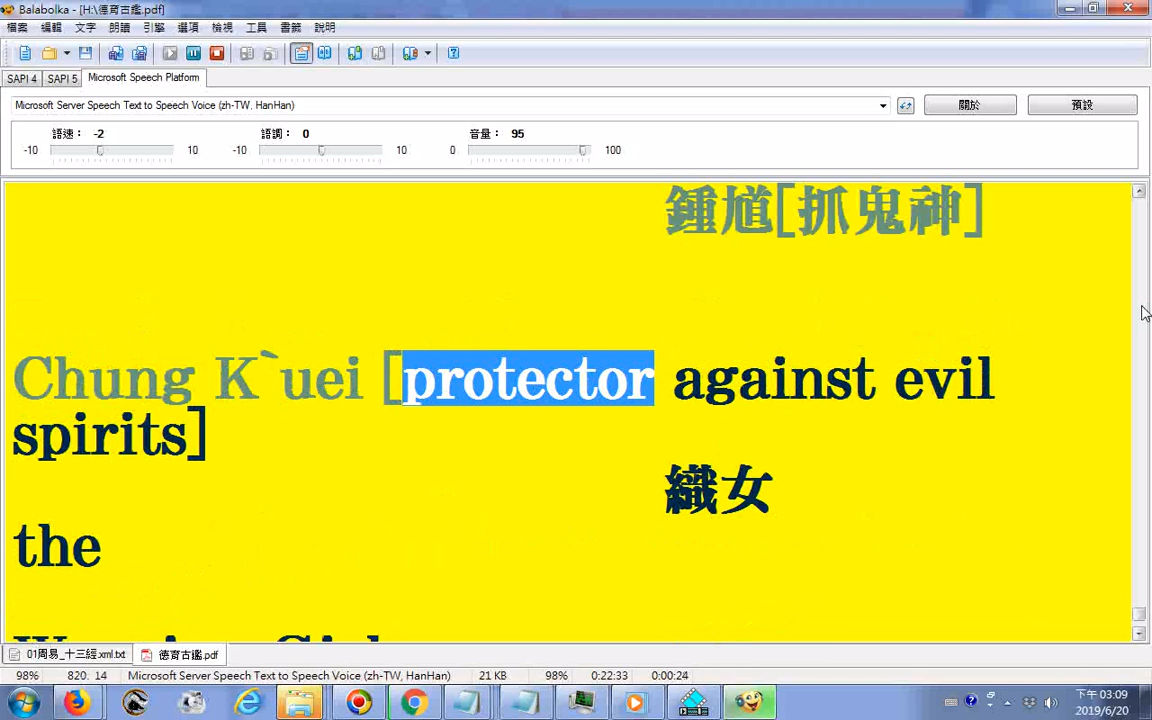 Balabolka - [H:\德育古鑑.pdf]
檔案 編輯 文字 朗讀 引擎 選項 檢視 工具 書籤 說明
SAPI 4 SAPI 5 Microsoft Speech Platform
Microsoft Server Speech Text to Speech Voice (zh-TW, HanHan) 關於 預設
語速： -2 語調： 0 音量： 95
-10 10 -10 10 0 100
鍾馗[抓鬼神]
Chung K`uei [protector against evil
spirits]
織女
the
01周易_十三經.xml.txt 德育古鑑.pdf
98% 820. 14 Microsoft Server Speech Text to Speech Voice (zh-TW, HanHan) 21 KB 98% 0:22:33 0:00:24
下午 03:09
2019/6/20